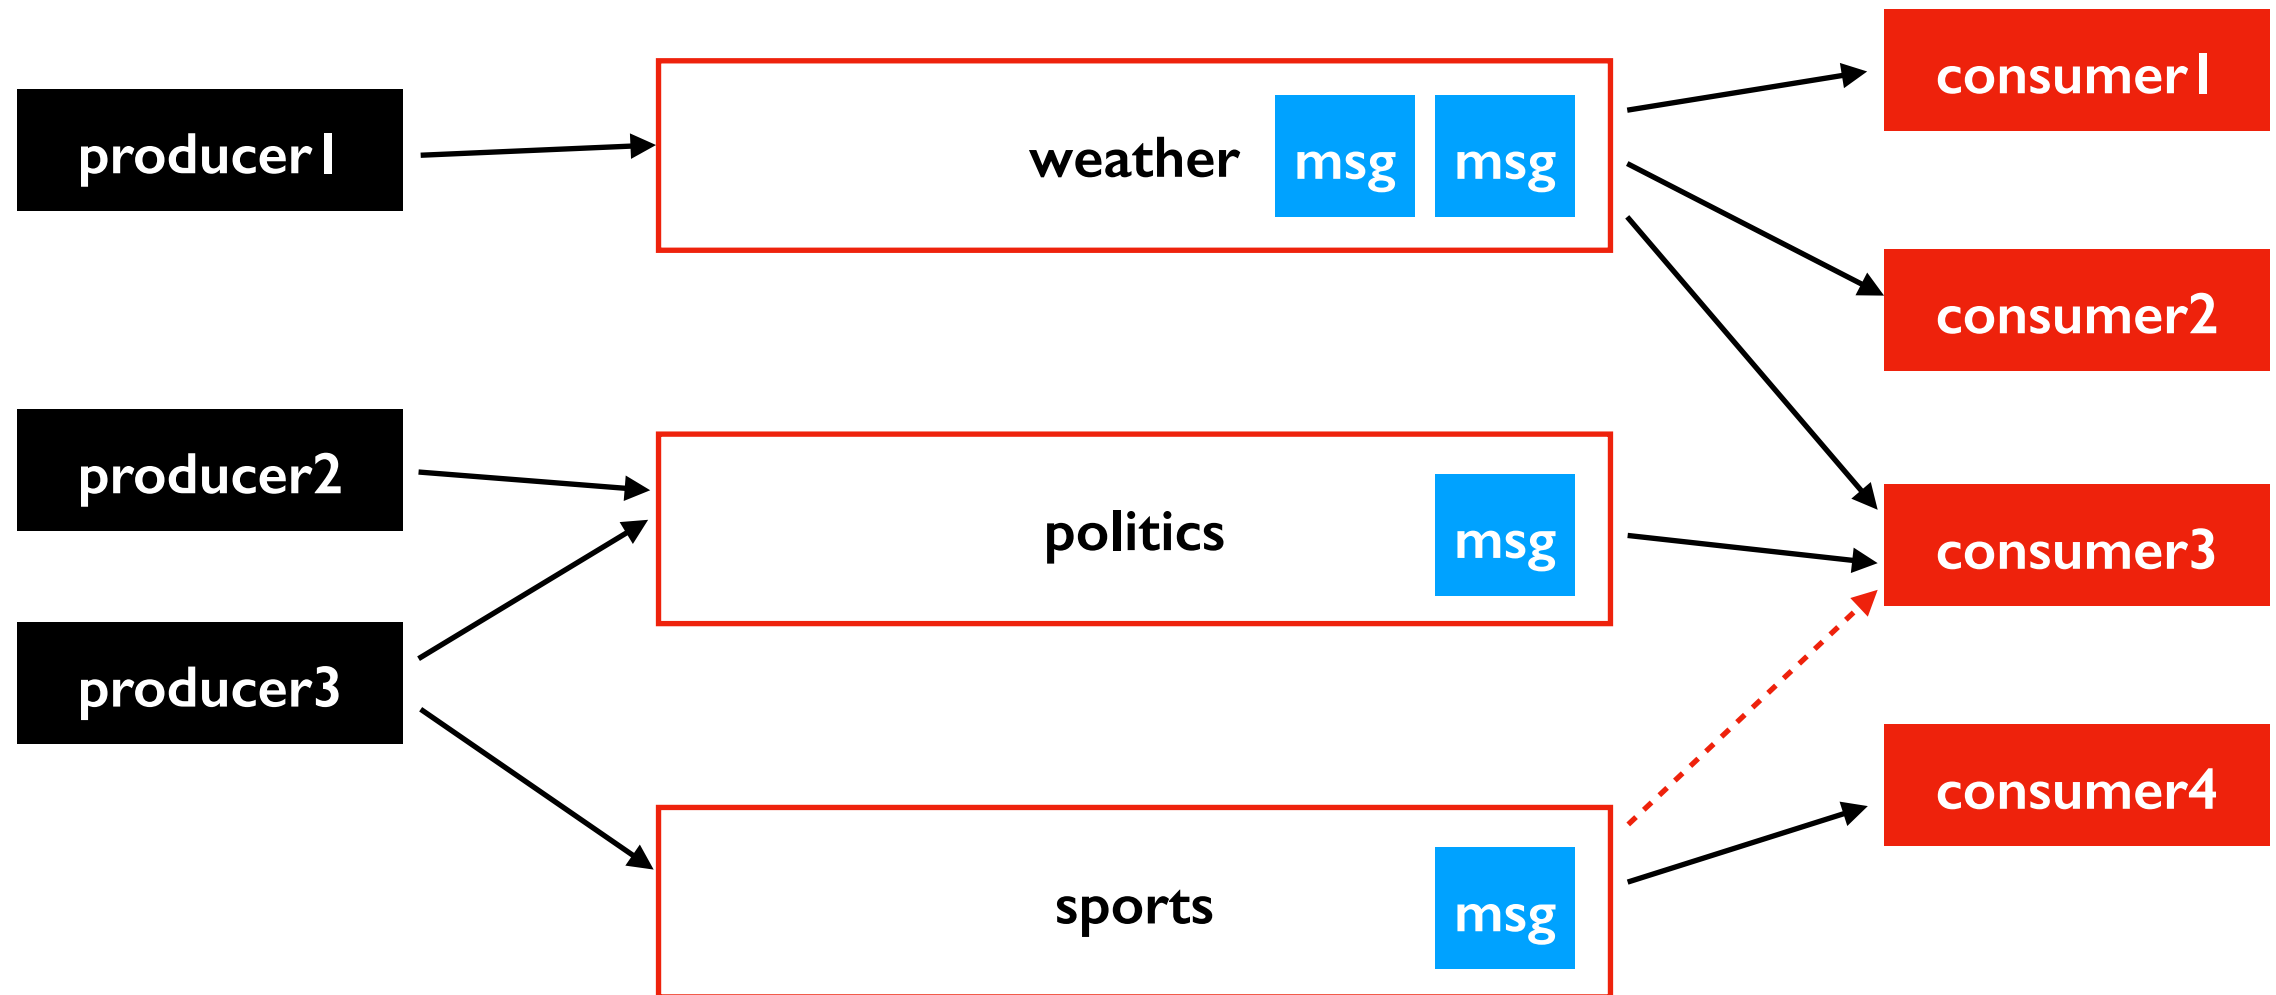 producer1
producer2
producer3
weather
msg
msg
politics
msg
sports
msg
consumer1
consumer2
consumer3
consumer4